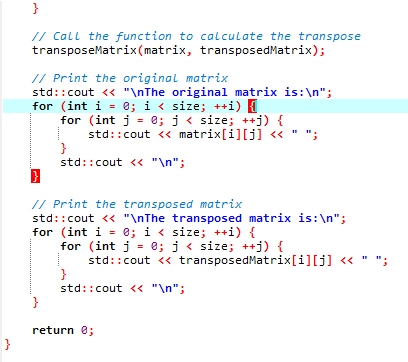 }

    // Call the function to calculate the transpose
    transposeMatrix(matrix, transposedMatrix);

    // Print the original matrix
    std::cout << "\nThe original matrix is:\n";
    for (int i = 0; i < size; ++i) {
        for (int j = 0; j < size; ++j) {
            std::cout << matrix[i][j] << " ";
        }
        std::cout << "\n";
    }

    // Print the transposed matrix
    std::cout << "\nThe transposed matrix is:\n";
    for (int i = 0; i < size; ++i) {
        for (int j = 0; j < size; ++j) {
            std::cout << transposedMatrix[i][j] << " ";
        }
        std::cout << "\n";
    }

    return 0;
}